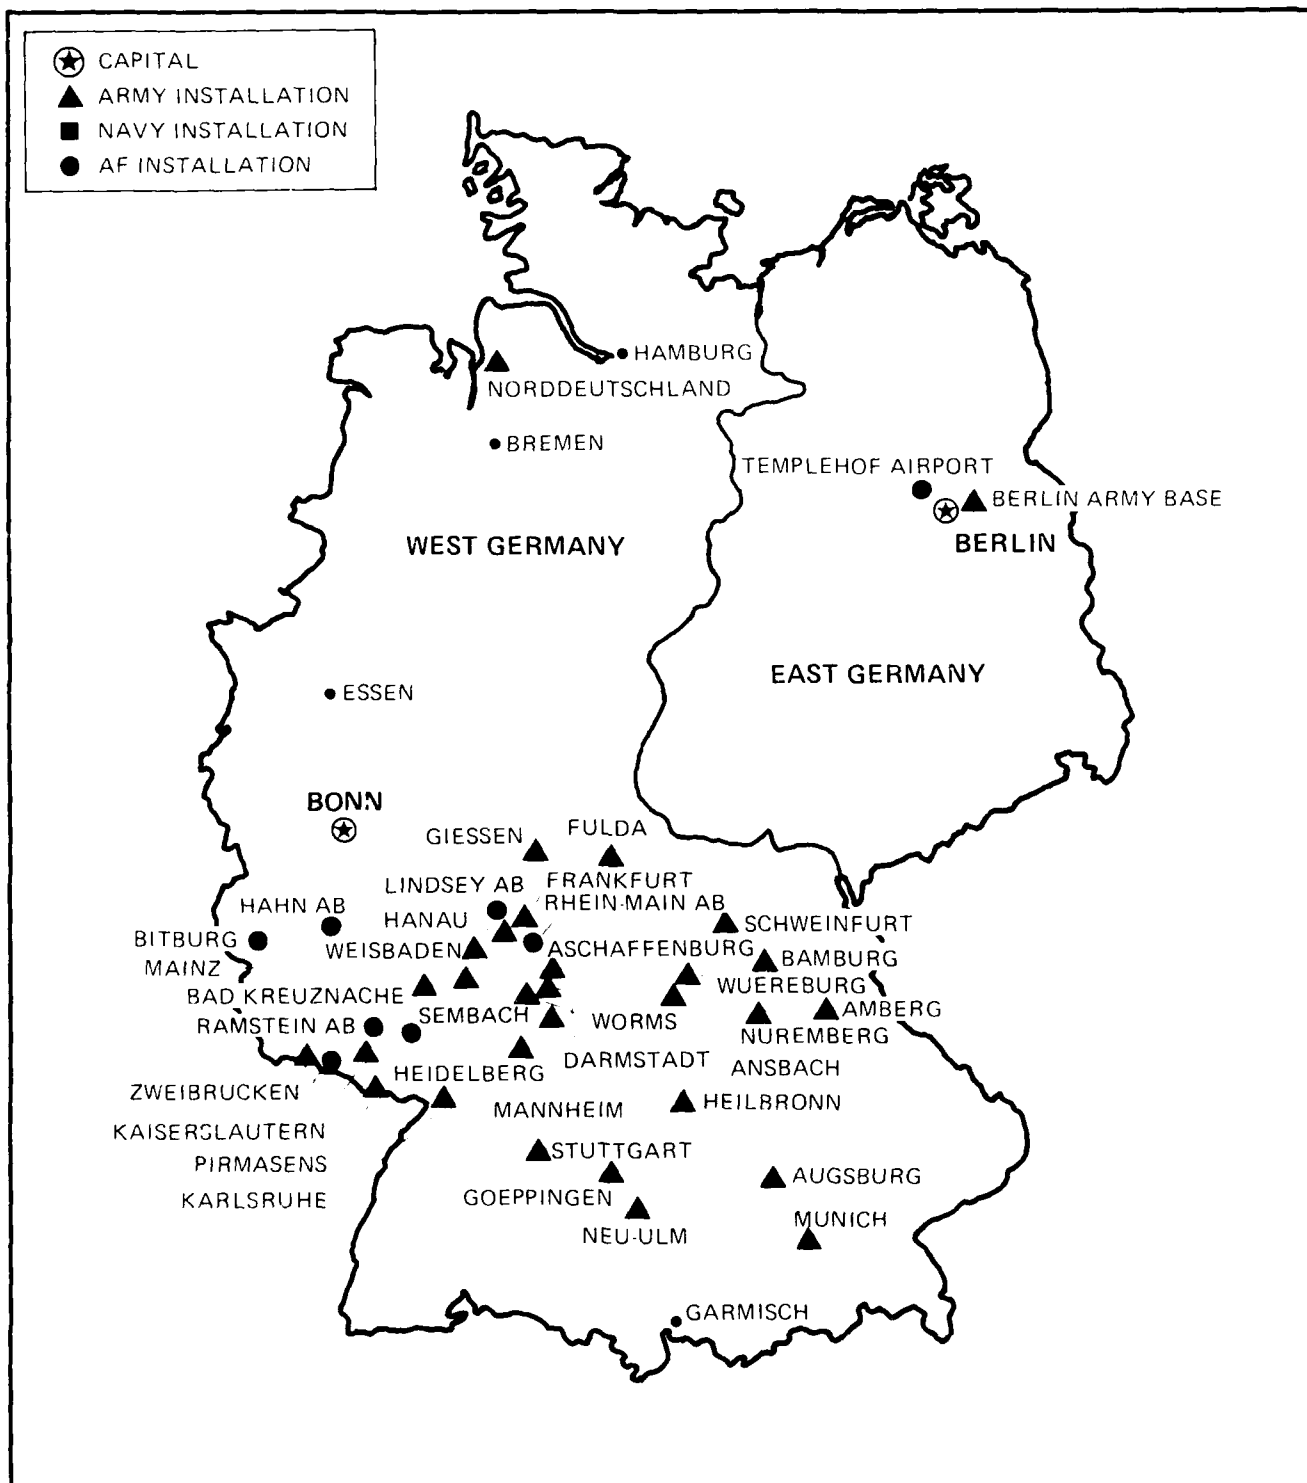 CAPITAL
ARMY INSTALLATION
NAVY INSTALLATION
AF INSTALLATION
HAMBURG
NORDDEUTSCHLAND
BREMEN
TEMPLEHOF AIRPORT
BERLIN ARMY BASE
BERLIN
WEST GERMANY
EAST GERMANY
ESSEN
BONN
GIESSEN
FULDA
LINDSEY AB
FRANKFURT
HAHN AB
HANAU
RHEIN-MAIN AB
SCHWEINFURT
BITBURG
WEISBADEN
ASCHAFFENBURG
BAMBURG
MAINZ
BAD KREUZNACHE
WUEREBURG
AMBERG
RAMSTEIN AB
SEMBACH
WORMS
NUREMBERG
DARMSTADT
ANSBACH
HEIDELBERG
ZWEIBRUCKEN
MANNHEIM
HEILBRONN
KAISERSLAUTERN
STUTTGART
PIRMASENS
AUGSBURG
KARLSRUHE
GOEPPINGEN
MUNICH
NEU-ULM
GARMISCH